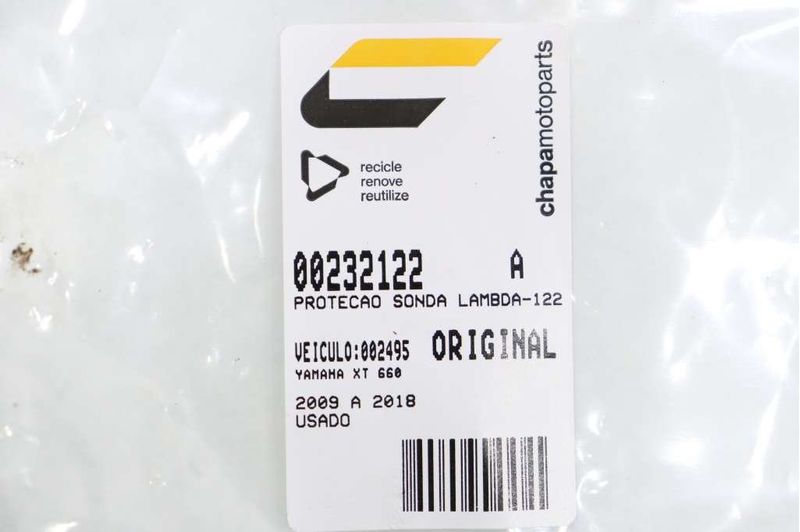 chapamotoparts
recicle
renove
reutilize
00232122 A
PROTECAO SONDA LAMBDA-122
VEICULO:002495 ORIGINAL
YAMAHA XT 660
2009 A 2018
USADO